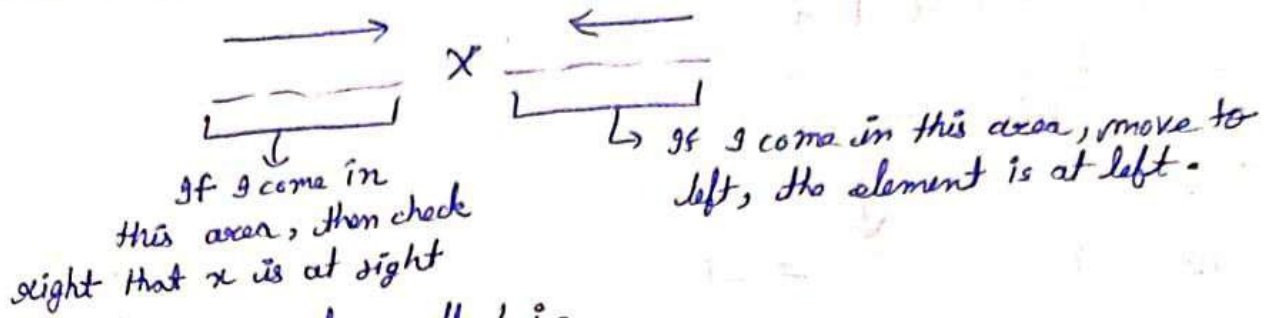 X
If I come in this area, move to
left, the element is at left.
If I come in
this area, then check
right that x is at right